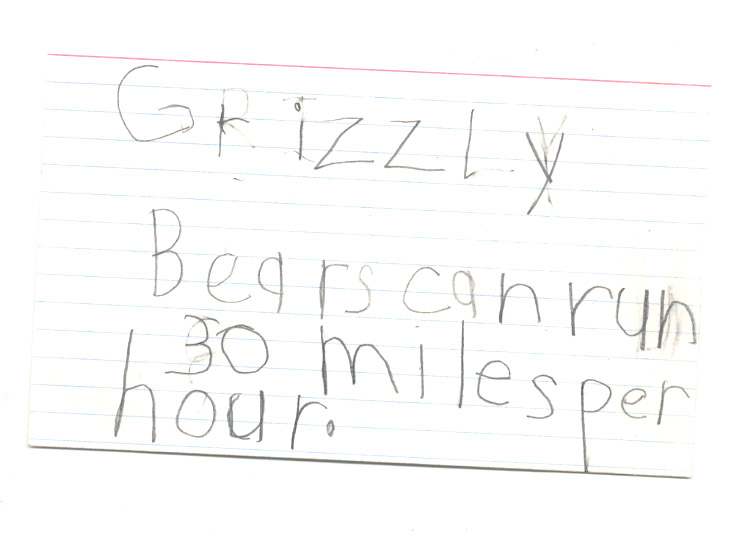 GRizzLy
Bears can run
30 miles per
hour.